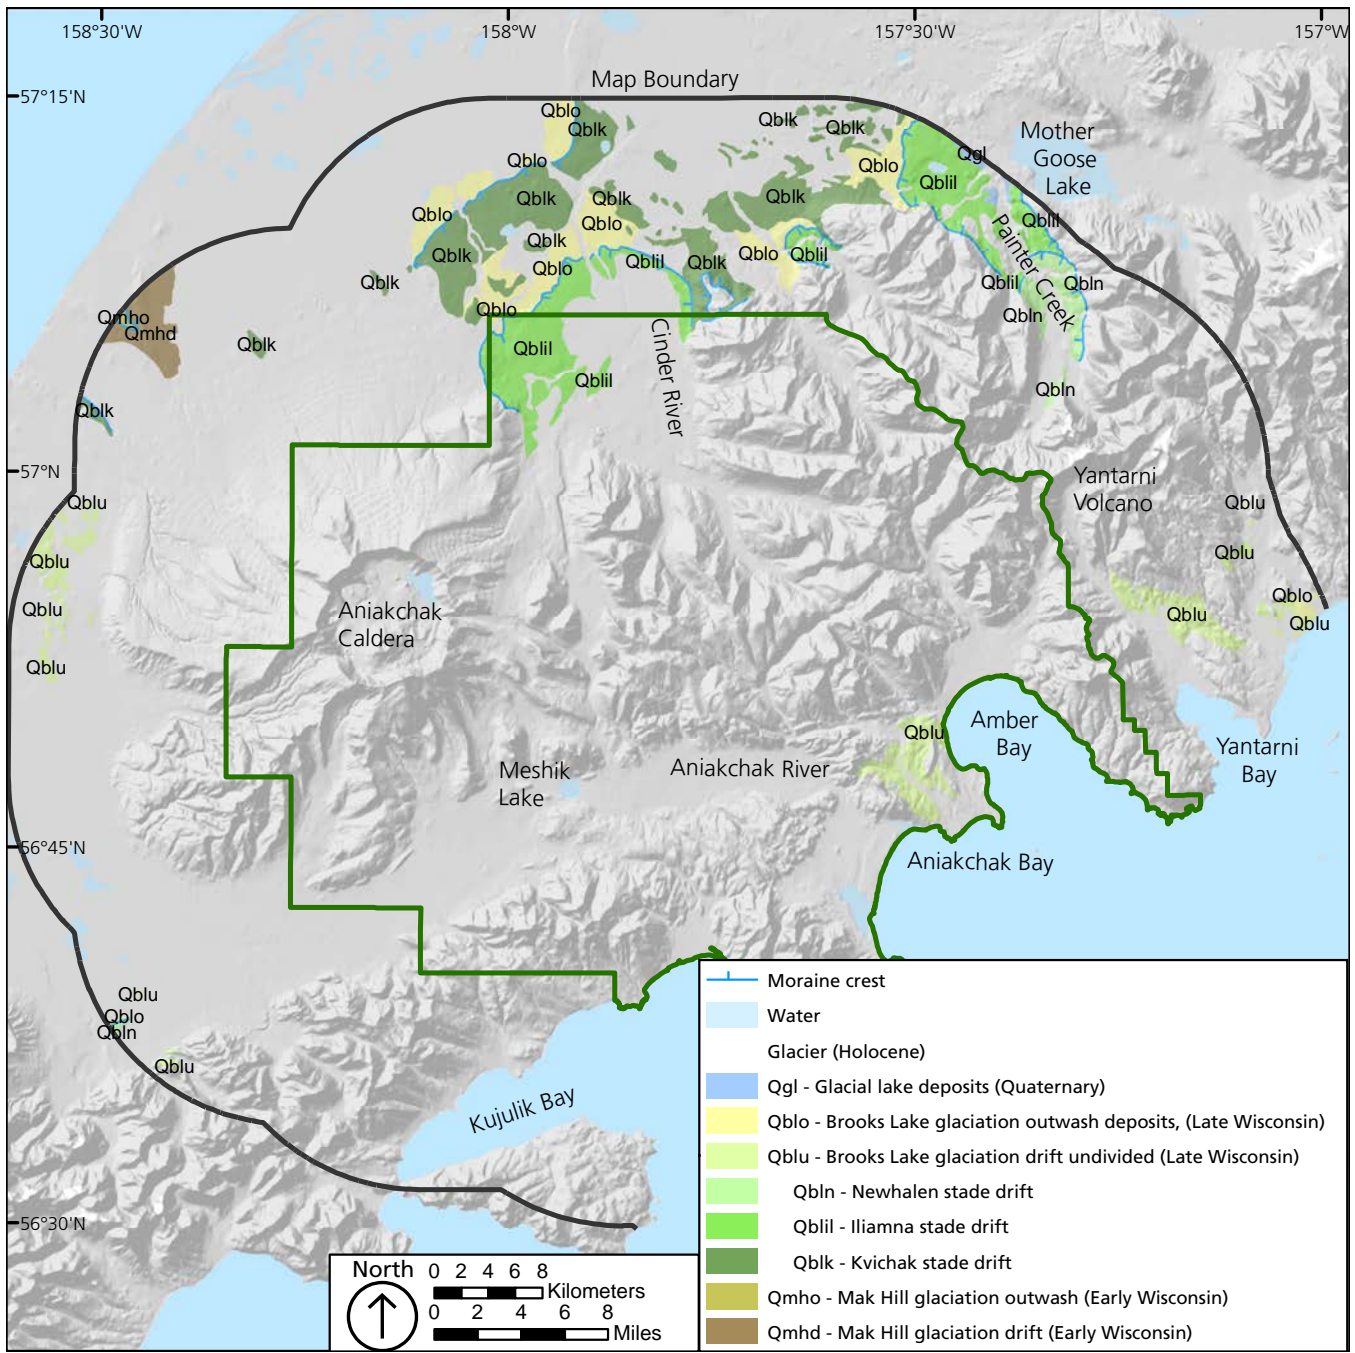 158°30'W
158°W
157°30'W
157°W
57°15'N
Map Boundary
Qblo
Qblk
Qblk
Qblk
Mother
Goose
Lake
Qgl
Qblo
Qblo
Qblil
Qblk
Qblk
Qblk
Qblo
Qblo
Qblil
Painter Creek
Qblk
Qblk
Qblo
Qblil
Qblo
Qblil
Qblk
Qblk
Qblil
Qbln
Qblo
Qbln
Qmho
Qmhd
Qblk
Qblil
Cinder River
Qblil
Qbln
Qblk
57°N
Yantarni
Volcano
Qblu
Qblu
Qblu
Qblu
Qblu
Qblo
Qblu
Qblu
Aniakchak
Caldera
Qblu
Qblu
Amber
Bay
Yantarni
Bay
Meshik
Lake
Aniakchak River
56°45'N
Aniakchak Bay
Qblu
Qblo
Qbln
Qblu
Kujulik Bay
56°30'N
Moraine crest
Water
Glacier (Holocene)
Qgl - Glacial lake deposits (Quaternary)
Qblo - Brooks Lake glaciation outwash deposits, (Late Wisconsin)
Qblu - Brooks Lake glaciation drift undivided (Late Wisconsin)
Qbln - Newhalen stade drift
Qblil - Iliamna stade drift
Qblk - Kvichak stade drift
Qmho - Mak Hill glaciation outwash (Early Wisconsin)
Qmhd - Mak Hill glaciation drift (Early Wisconsin)
North
0 2 4 6 8
Kilometers
0 2 4 6 8
Miles